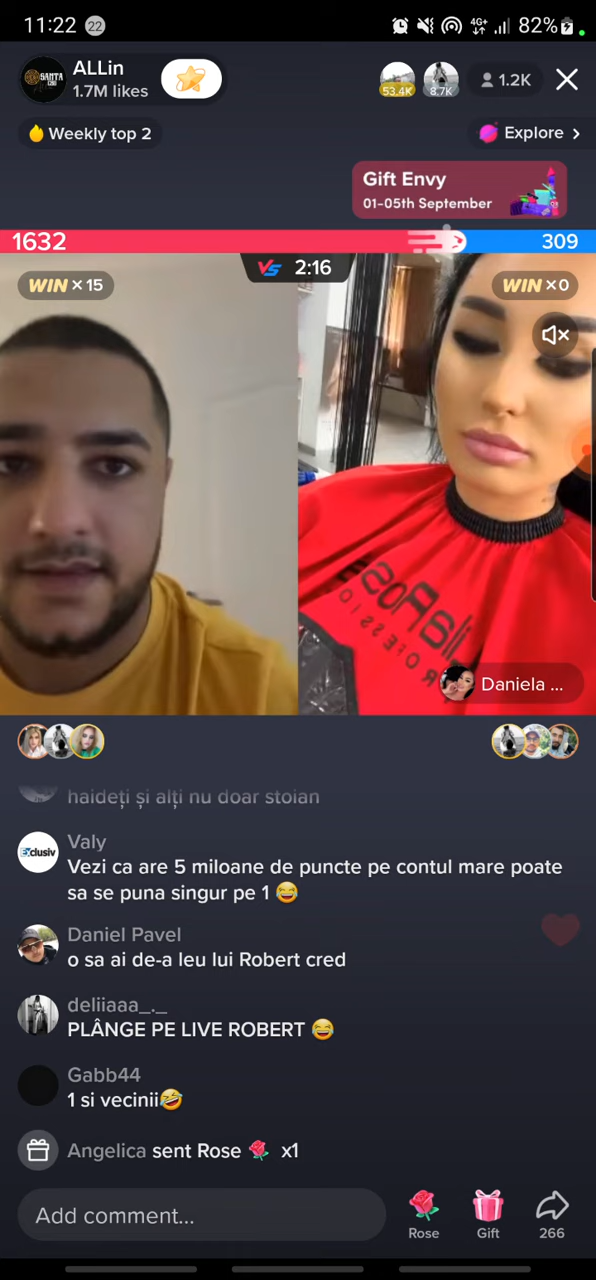 11:22 22 4G+ 82%
ALLin
1.7M likes
53.4K 8.7K 1.2K
Weekly top 2 Explore >
Gift Envy
01-05th September
1632 309
VS 2:16
WIN × 15 WIN ×0
Daniela ...
haideți și alți nu doar stoian
Valy
Vezi ca are 5 miloane de puncte pe contul mare poate
sa se puna singur pe 1 😂
Daniel Pavel
o sa ai de-a leu lui Robert cred
deliiaaa_._
PLÂNGE PE LIVE ROBERT 😂
Gabb44
1 si vecinii🤣
Angelica sent Rose 🌹 x1
Add comment...
Rose Gift 266